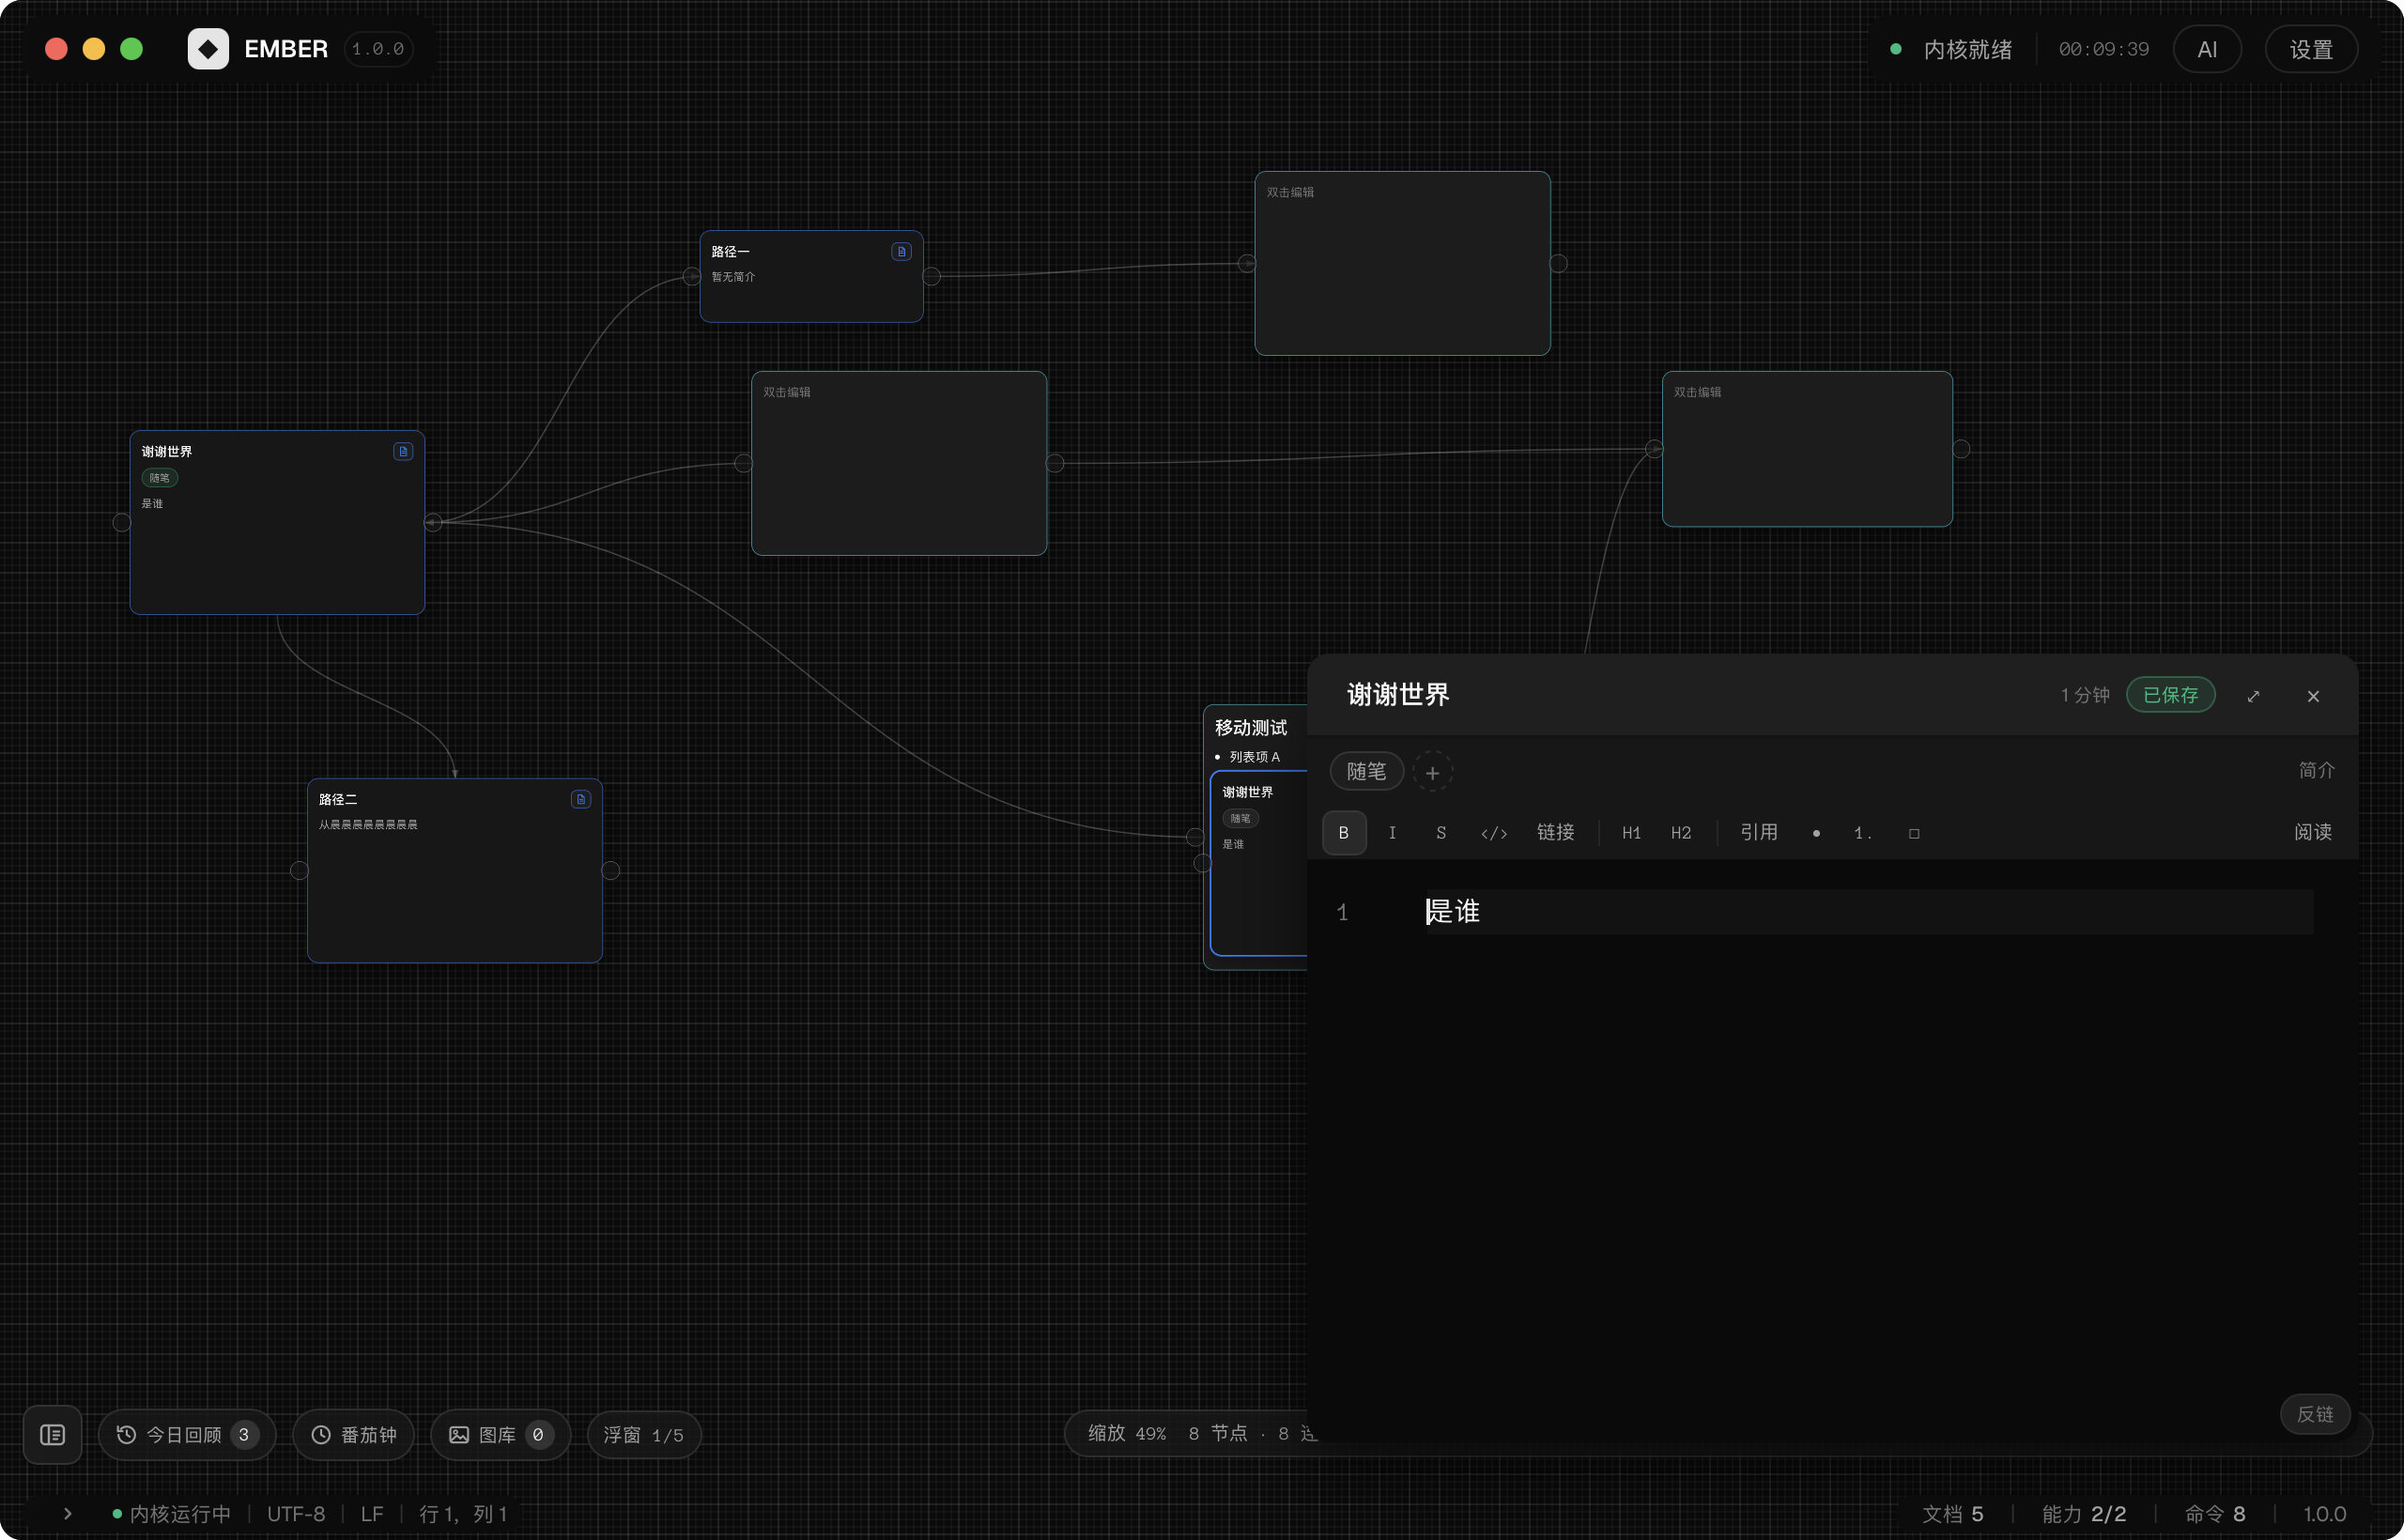 EMBER 1.0.0
内核就绪 00:09:39 AI 设置
双击编辑
路径一
暂无简介
双击编辑
双击编辑
谢谢世界
随笔
是谁
路径二
从晨晨晨晨晨晨晨晨
移动测试
• 列表项 A
谢谢世界
随笔
是谁
谢谢世界
1 分钟 已保存
随笔 + 简介
B I S </> 链接 H1 H2 引用 • 1. 阅读
1 是谁
反链
今日回顾 3 番茄钟 图库 0 浮窗 1/5
缩放 49% 8 节点 · 8
内核运行中 UTF-8 LF 行 1，列 1
文档 5 能力 2/2 命令 8 1.0.0